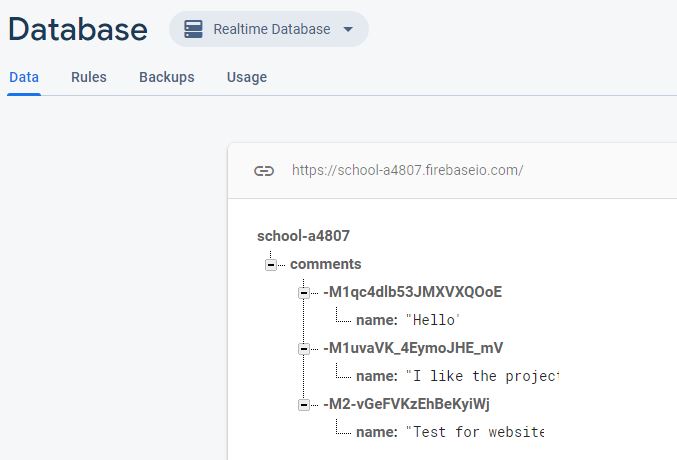 Database Realtime Database
Data Rules Backups Usage
https://school-a4807.firebaseio.com/
school-a4807
comments
-M1qc4dlb53JMXVXQOoE
name: "Hello'
-M1uvaVK_4EymoJHE_mV
name: "I like the project
-M2-vGeFVKzEhBeKyiWj
name: "Test for website